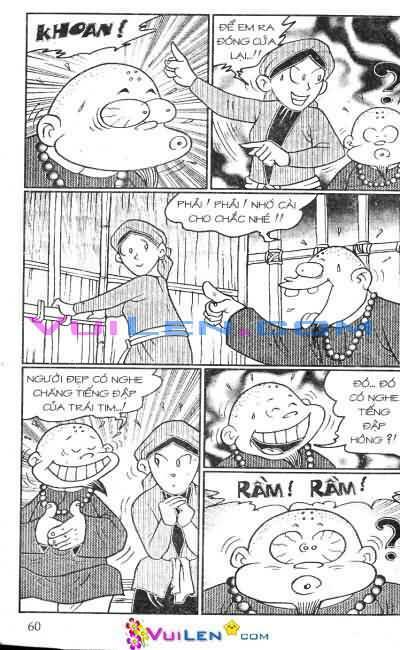 KHOAN!
ĐỂ EM RA
ĐÓNG CỬA
LẠI..!!
?
PHẢI! PHẢI! NHỚ CÀI
CHO CHẮC NHÉ!!
VuiLen.com
NGƯỜI ĐẸP CÓ NGHE
CHĂNG TIẾNG ĐẬP
CỦA TRÁI TIM..!
ĐÓ... ĐÓ
CÓ NGHE
TIẾNG
ĐẬP
HÔNG?!
RẦM! RẦM!
?
60
VuiLen.com